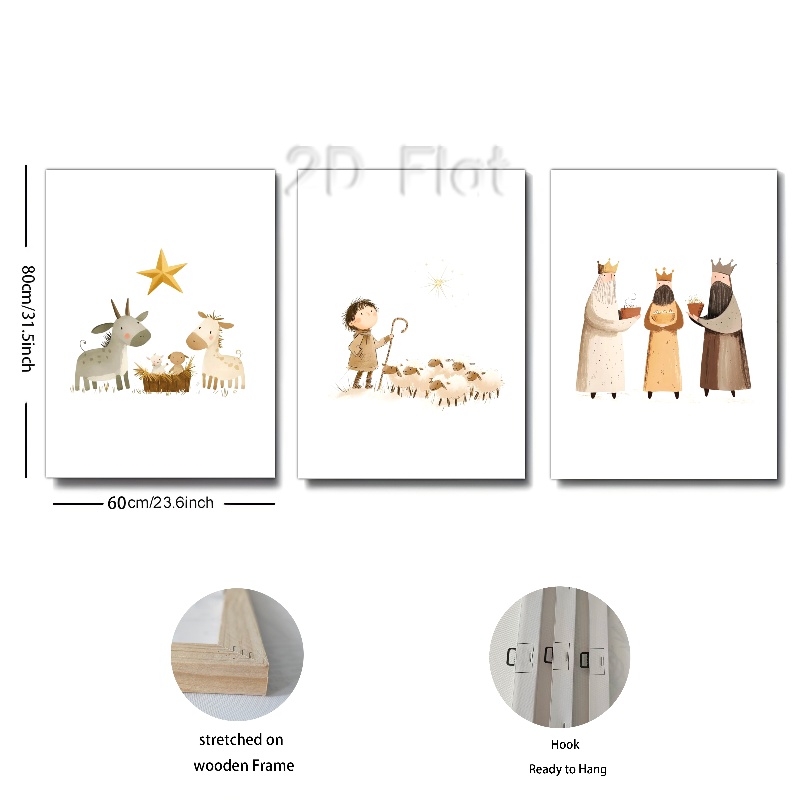 2D Flat
80cm/31.5inch
60cm/23.6inch
stretched on
wooden Frame
Hook
Ready to Hang